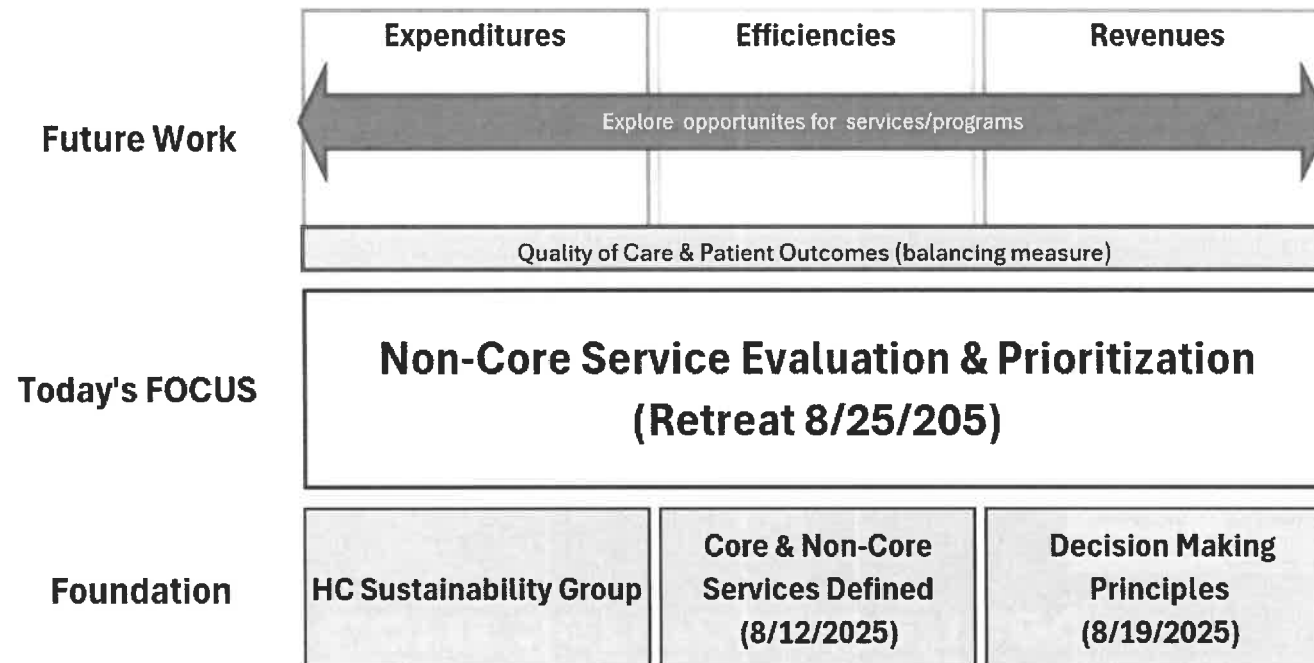 Expenditures
Efficiencies
Revenues
Future Work
Explore opportunites for services/programs
Quality of Care & Patient Outcomes (balancing measure)
Today's FOCUS
Non-Core Service Evaluation & Prioritization
(Retreat 8/25/205)
Foundation
HC Sustainability Group
Core & Non-Core
Services Defined
(8/12/2025)
Decision Making
Principles
(8/19/2025)